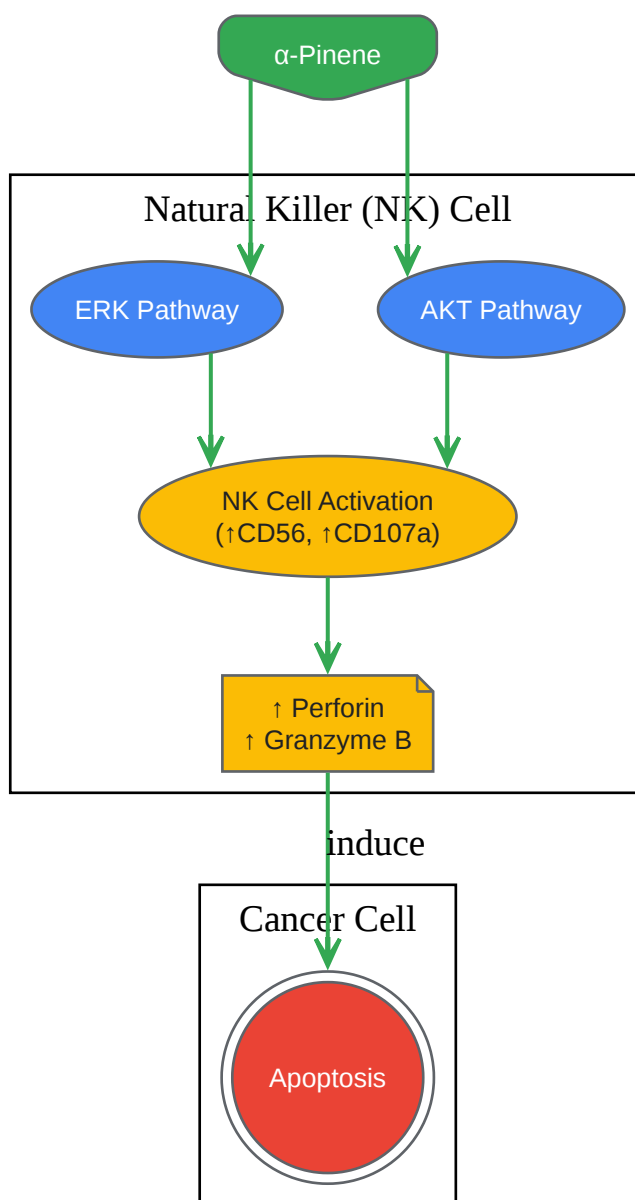 α-Pinene
Natural Killer (NK) Cell
ERK Pathway
AKT Pathway
NK Cell Activation
(↑CD56, ↑CD107a)
↑ Perforin
↑ Granzyme B
induce
Cancer Cell
Apoptosis